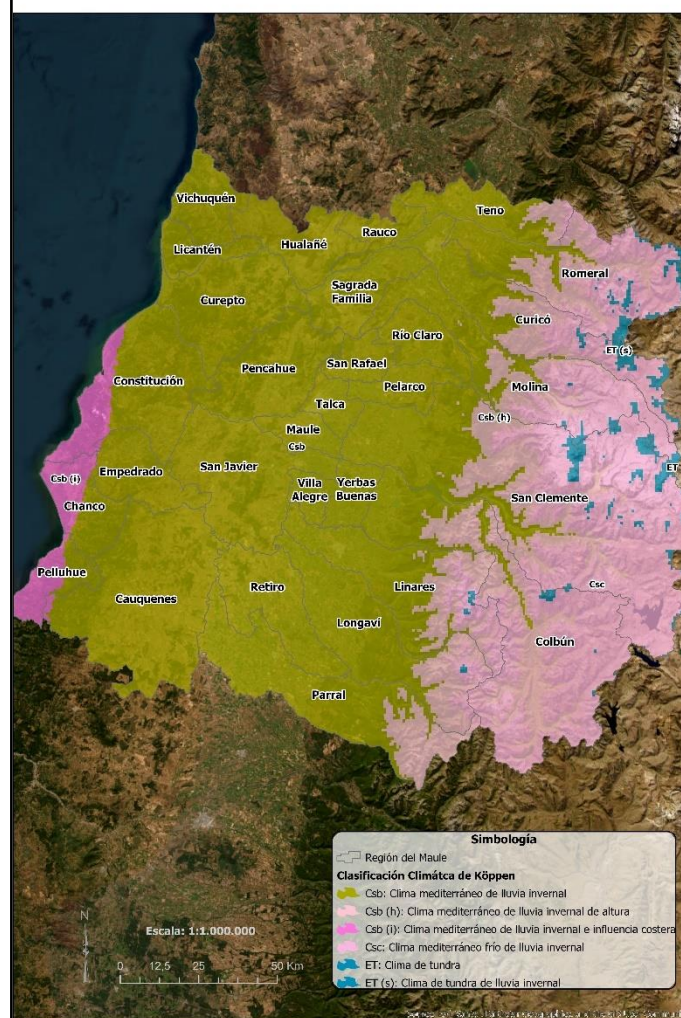 Vichuquén
Teno
Rauco
Licantén
Hualañé
Romeral
Sagrada
Familia
Curepto
Curicó
Río Claro
ET (s)
San Rafael
Pencahue
Constitución
Molina
Pelarco
Talca
Csb (h)
Maule
Csb
San Javier
Empedrado
ET
Csb (i)
Villa
Alegre
Yerbas
Buenas
San Clemente
Chanco
Pelluhue
Retiro
Linares
Csc
Cauquenes
Longaví
Colbún
Parral
Simbología
Región del Maule
Clasificación Climátca de Köppen
Csb: Clima mediterráneo de lluvia invernal
Csb (h): Clima mediterráneo de lluvia invernal de altura
Csb (i): Clima mediterráneo de lluvia invernal e influencia costera
Csc: Clima mediterráneo frío de lluvia invernal
ET: Clima de tundra
ET (s): Clima de tundra de lluvia invernal
N
Escala: 1:1.000.000
0 12,5 25 50 Km